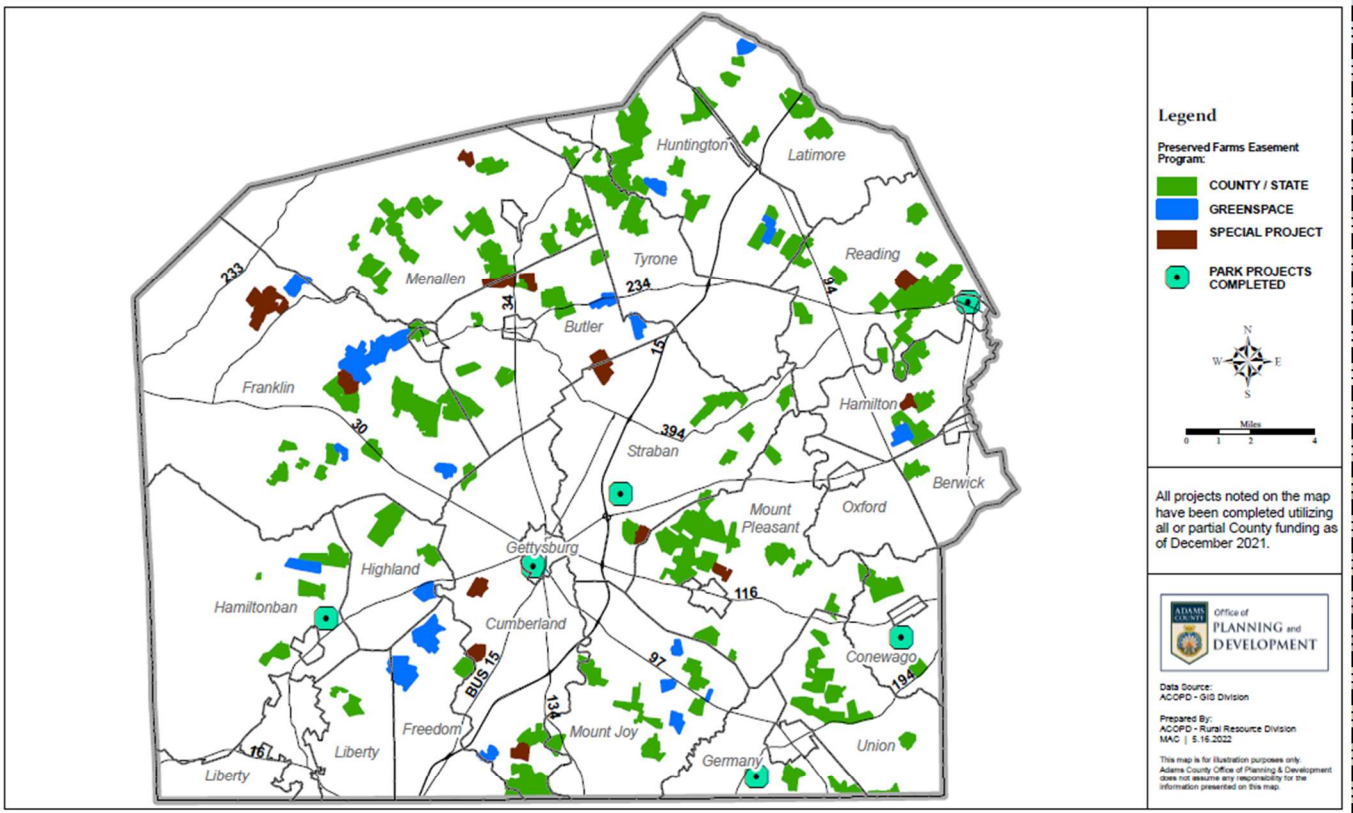 Huntington
Latimore
Reading
233
Menallen
Tyrone
234
94
34
Butler
15
Franklin
Hamilton
30
394
Straban
Berwick
Oxford
Mount
Pleasant
Gettysburg
Highland
116
Hamiltonban
Cumberland
Conewago
97
194
BUS 15
134
Freedom
Mount Joy
Union
Liberty
Germany
16
Liberty
Legend
Preserved Farms Easement
Program:
COUNTY / STATE
GREENSPACE
SPECIAL PROJECT
PARK PROJECTS
COMPLETED
N
W
E
S
Miles
0 1 2 4
All projects noted on the map
have been completed utilizing
all or partial County funding as
of December 2021.
ADAMS
COUNTY
Office of
PLANNING and
DEVELOPMENT
Data Source:
ACOPD - GIS Division
Prepared By:
ACOPD - Rural Resource Division
MAC | 5.16.2022
This map is for illustration purposes only.
Adams County Office of Planning & Development
does not assume any responsibility for the
information presented on this map.